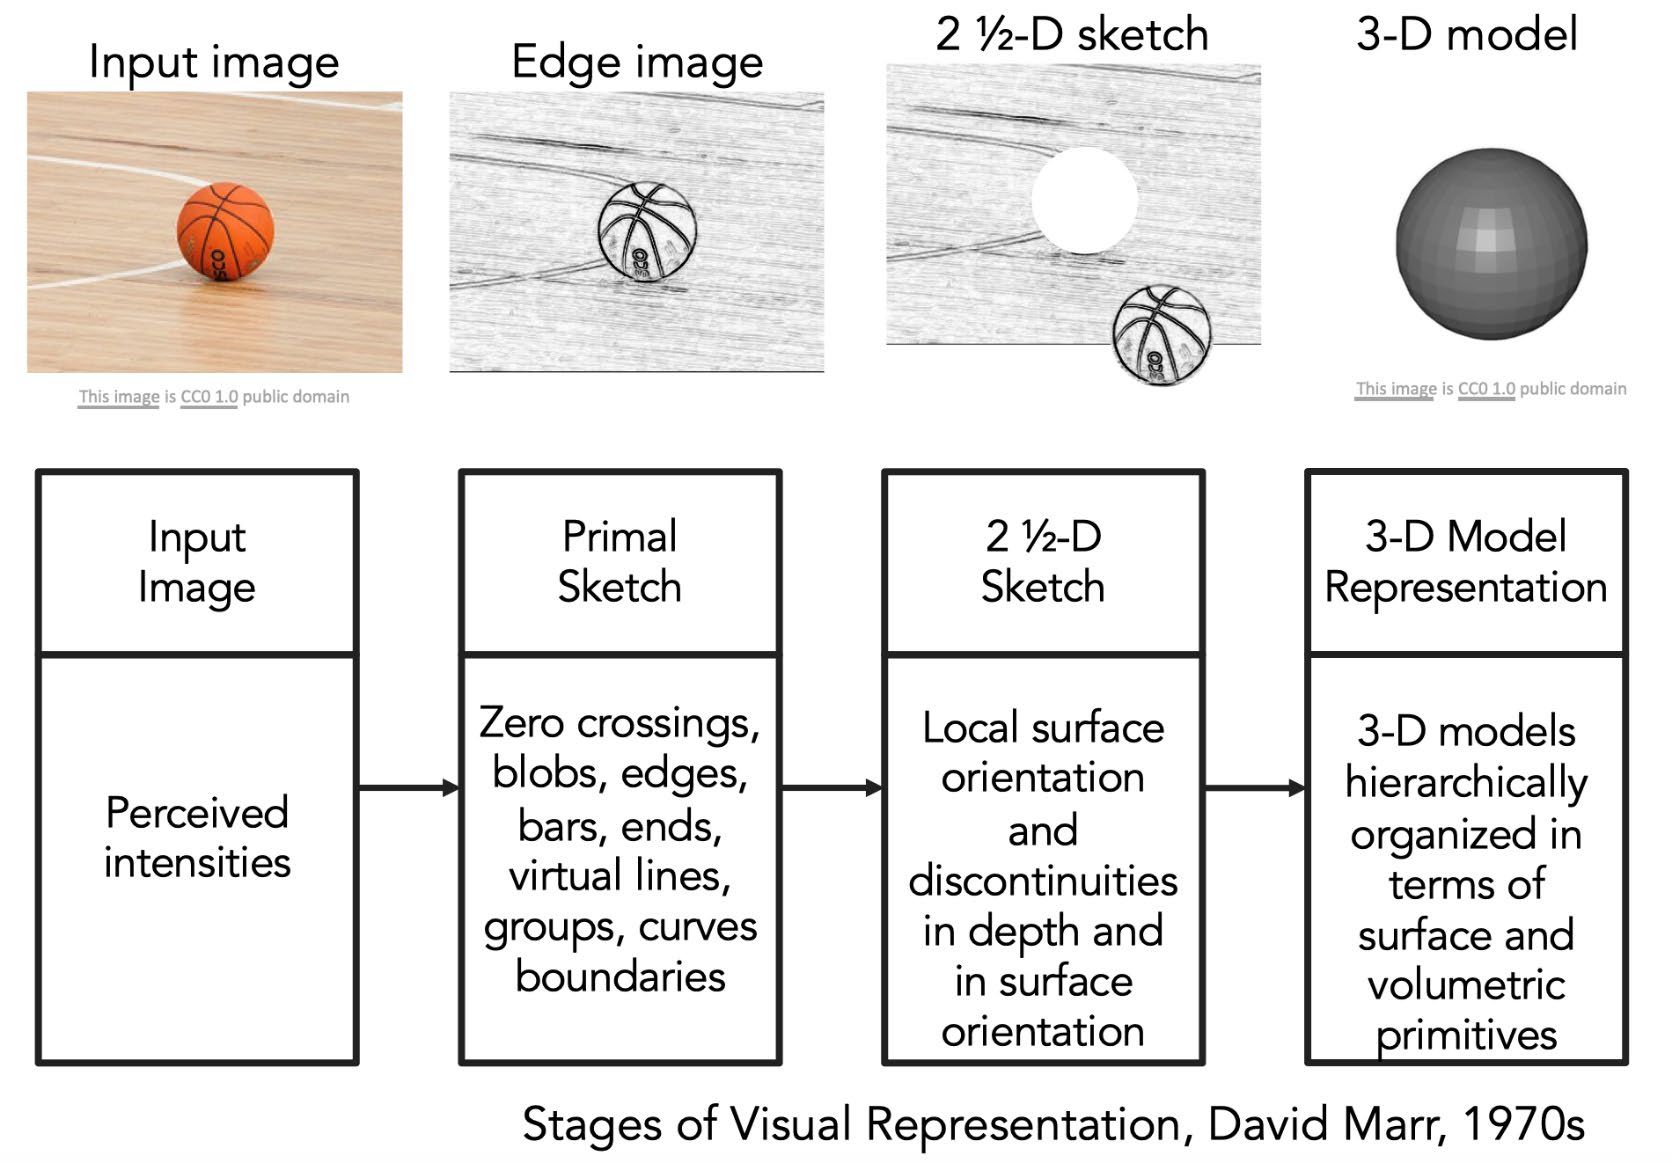 Input image
Edge image
2 ½-D sketch
3-D model
SCO
ESCO
ESCO
This image is CC0 1.0 public domain
This image is CC0 1.0 public domain
Input
Image
Perceived
intensities
Primal
Sketch
Zero crossings,
blobs, edges,
bars, ends,
virtual lines,
groups, curves
boundaries
2 ½-D
Sketch
Local surface
orientation
and
discontinuities
in depth and
in surface
orientation
3-D Model
Representation
3-D models
hierarchically
organized in
terms of
surface and
volumetric
primitives
Stages of Visual Representation, David Marr, 1970s